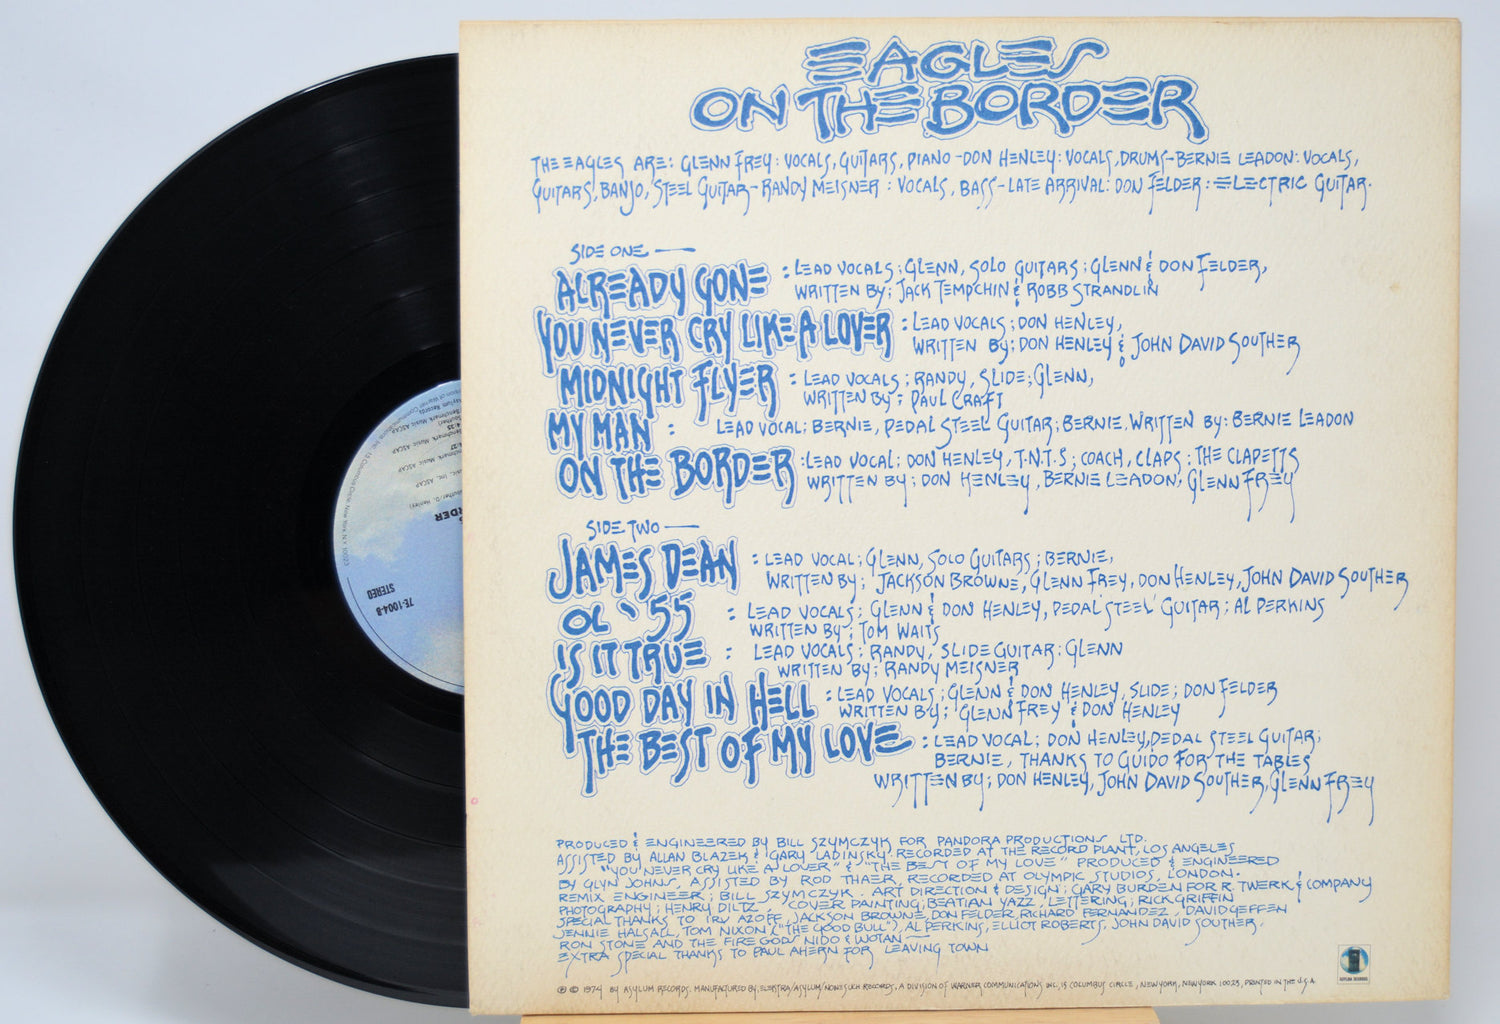 EAGLES
ON THE BORDER
THE EAGLES ARE: GLENN FREY: VOCALS, GUITARS, PIANO - DON HENLEY: VOCALS, DRUMS - BERNIE LEADON: VOCALS,
GUITARS, BANJO, STEEL GUITAR - RANDY MEISNER: VOCALS, BASS - LATE ARRIVAL: DON FELDER: ELECTRIC GUITAR.
SIDE ONE —
ALREADY GONE : LEAD VOCALS; GLENN, SOLO GUITARS; GLENN & DON FELDER,
WRITTEN BY; JACK TEMPCHIN & ROBB STRANDLIN
YOU NEVER CRY LIKE A LOVER : LEAD VOCALS; DON HENLEY,
WRITTEN BY; DON HENLEY & JOHN DAVID SOUTHER
MIDNIGHT FLYER : LEAD VOCALS; RANDY, SLIDE; GLENN,
WRITTEN BY; PAUL CRAFT
MY MAN : LEAD VOCAL; BERNIE, PEDAL STEEL GUITAR; BERNIE, WRITTEN BY: BERNIE LEADON
ON THE BORDER : LEAD VOCAL; DON HENLEY, T.N.T.S; COACH, CLAPS; THE CLAPETTS
WRITTEN BY; DON HENLEY, BERNIE LEADON, GLENN FREY
SIDE TWO —
JAMES DEAN : LEAD VOCAL; GLENN, SOLO GUITARS; BERNIE,
WRITTEN BY; JACKSON BROWNE, GLENN FREY, DON HENLEY, JOHN DAVID SOUTHER
OL '55 : LEAD VOCALS; GLENN & DON HENLEY, PEDAL STEEL GUITAR; AL PERKINS
WRITTEN BY; TOM WAITS
IS IT TRUE : LEAD VOCALS; RANDY, SLIDE GUITAR: GLENN
WRITTEN BY; RANDY MEISNER
GOOD DAY IN HELL : LEAD VOCALS; GLENN & DON HENLEY, SLIDE; DON FELDER
WRITTEN BY; GLENN FREY & DON HENLEY
THE BEST OF MY LOVE : LEAD VOCAL; DON HENLEY, PEDAL STEEL GUITAR;
BERNIE, THANKS TO GUIDO FOR THE TABLES
WRITTEN BY; DON HENLEY, JOHN DAVID SOUTHER, GLENN FREY
PRODUCED & ENGINEERED BY BILL SZYMCZYK FOR PANDORA PRODUCTIONS LTD.
ASSISTED BY ALLAN BLAZEK & GARY LADINSKY. RECORDED AT THE RECORD PLANT, LOS ANGELES
"YOU NEVER CRY LIKE A LOVER" & "THE BEST OF MY LOVE" PRODUCED & ENGINEERED
BY GLYN JOHNS, ASSISTED BY ROD THAER, RECORDED AT OLYMPIC STUDIOS, LONDON.
REMIX ENGINEER; BILL SZYMCZYK. ART DIRECTION & DESIGN; GARY BURDEN FOR R. TWERK & COMPANY
PHOTOGRAPHY; HENRY DILTZ, COVER PAINTING; BEATIAN YAZZ, LETTERING; RICK GRIFFIN
SPECIAL THANKS TO IRV AZOFF, JACKSON BROWNE, DON FELDER, RICHARD FERNANDEZ, DAVID GEFFEN
JENNIE HALSALL, TOM NIXON ("THE GOOD BULL"), AL PERKINS, ELLIOT ROBERTS, JOHN DAVID SOUTHER.
RON STONE AND THE FIRE GODS NIDO & WOTAN —
EXTRA SPECIAL THANKS TO PAUL AHERN FOR LEAVING TOWN
℗ © 1974 BY ASYLUM RECORDS. MANUFACTURED BY, ELEKTRA/ASYLUM/NONESUCH RECORDS, A DIVISION OF WARNER COMMUNICATIONS INC, 15 COLUMBUS CIRCLE, NEW YORK, NEW YORK 10023, PRINTED IN THE U.S.A.
ASYLUM RECORDS
7E-1004-B
STEREO